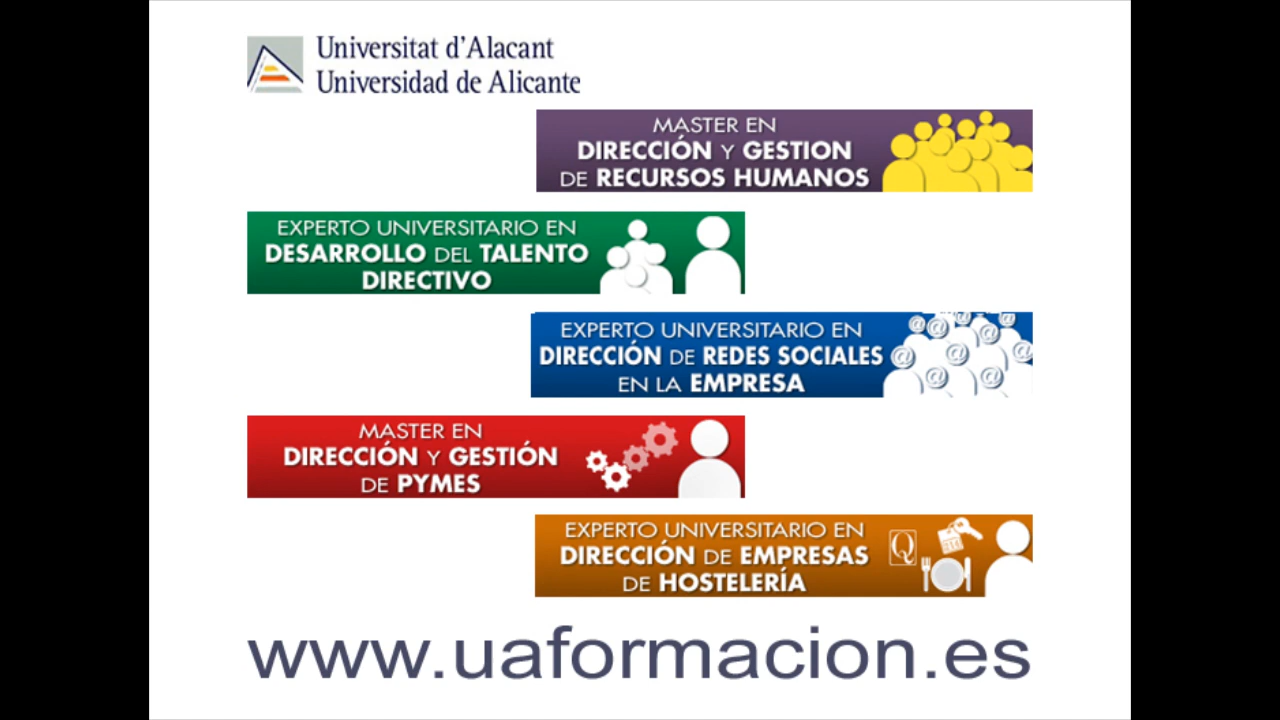 Universitat d'Alacant
Universidad de Alicante
MASTER EN
DIRECCIÓN Y GESTION
DE RECURSOS HUMANOS
EXPERTO UNIVERSITARIO EN
DESARROLLO DEL TALENTO
DIRECTIVO
EXPERTO UNIVERSITARIO EN
DIRECCIÓN DE REDES SOCIALES
EN LA EMPRESA
MASTER EN
DIRECCIÓN Y GESTIÓN
DE PYMES
EXPERTO UNIVERSITARIO EN
DIRECCIÓN DE EMPRESAS
DE HOSTELERÍA
Q
www.uaformacion.es